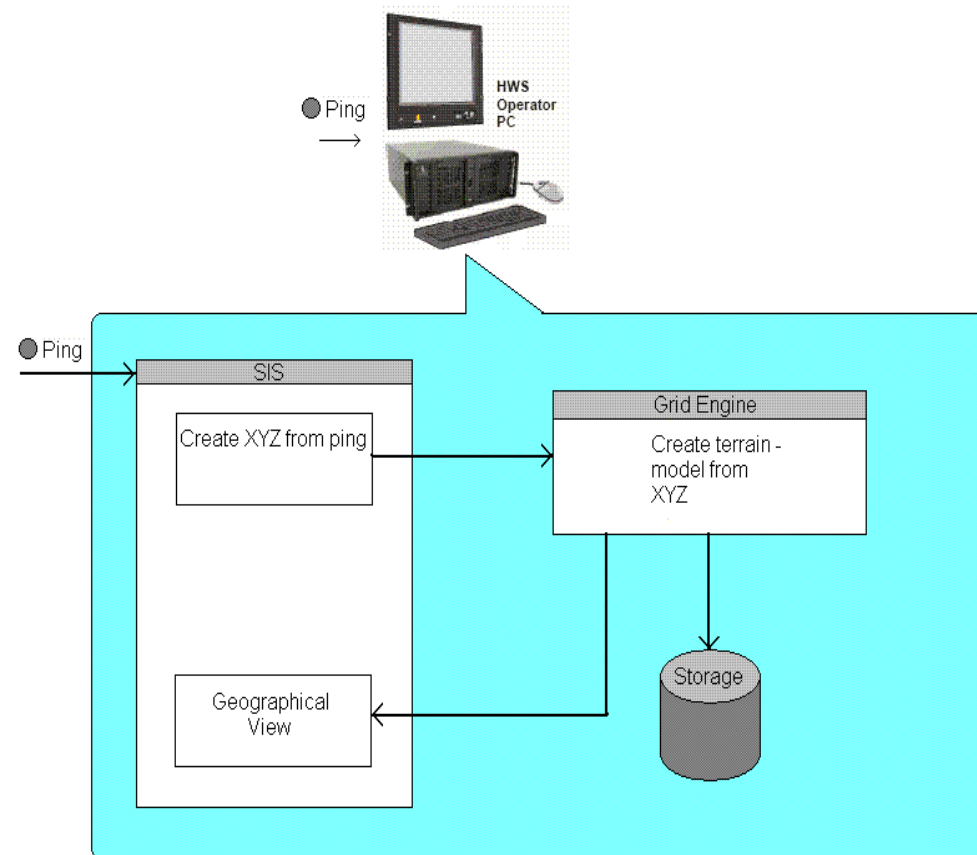 HWS
Operator
PC
Ping
Ping
SIS
Create XYZ from ping
Grid Engine
Create terrain -
model from
XYZ
Geographical
View
Storage